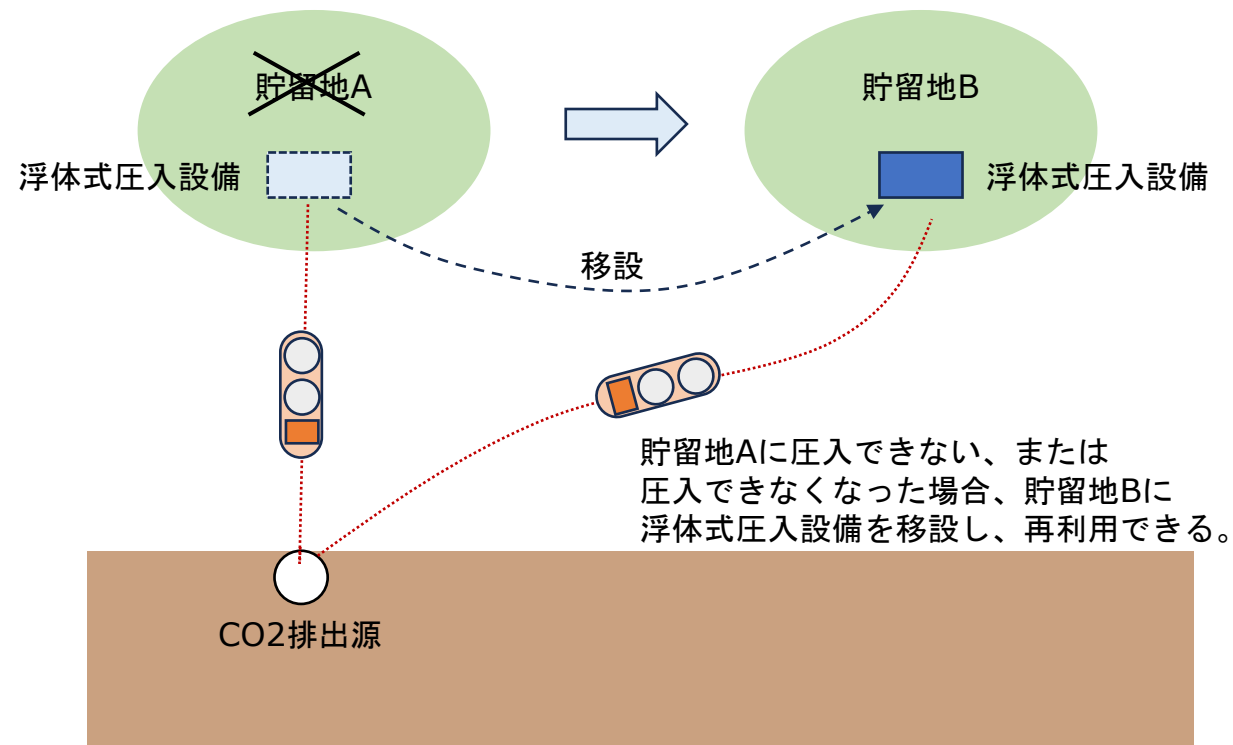 貯留地A
貯留地B
浮体式圧入設備
浮体式圧入設備
移設
貯留地Aに圧入できない、または
圧入できなくなった場合、貯留地Bに
浮体式圧入設備を移設し、再利用できる。
CO2排出源